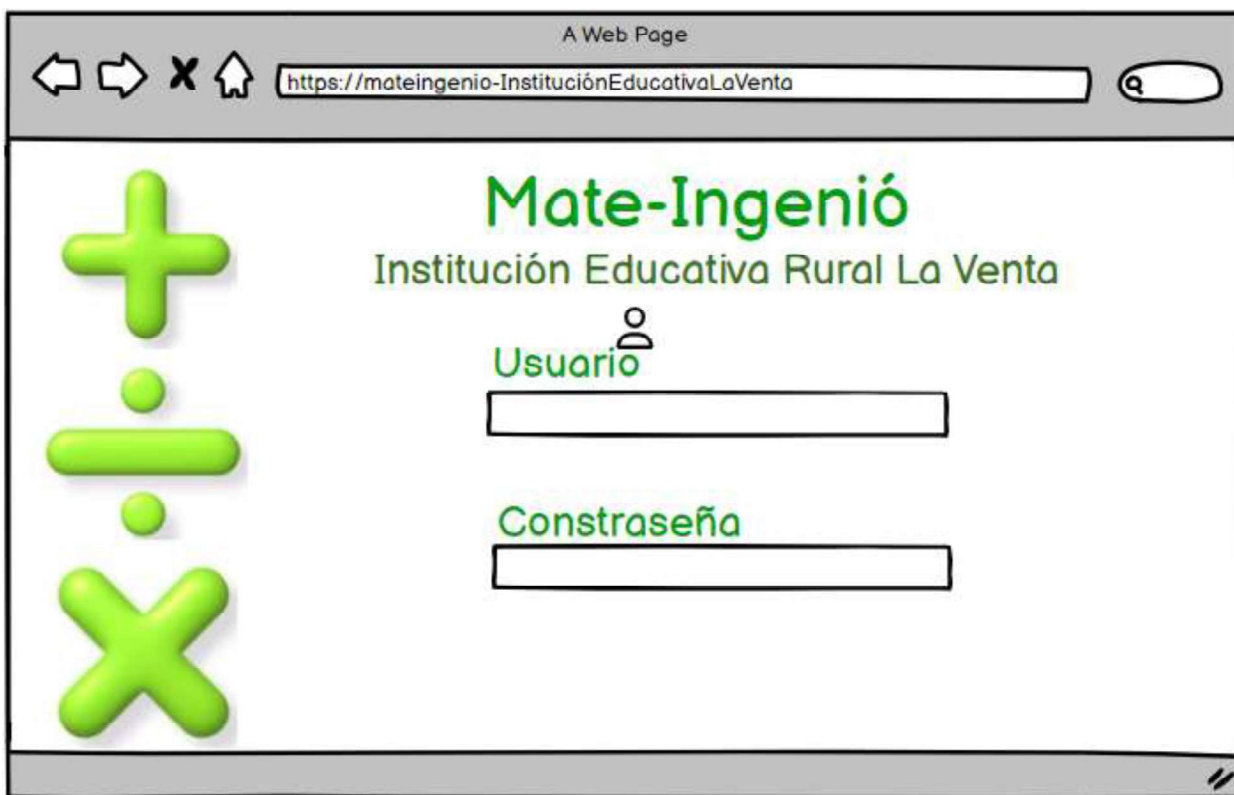 A Web Page
https://mateingenio-InstituciónEducativaLaVenta
Mate-Ingenió
Institución Educativa Rural La Venta
Usuario
Constraseña